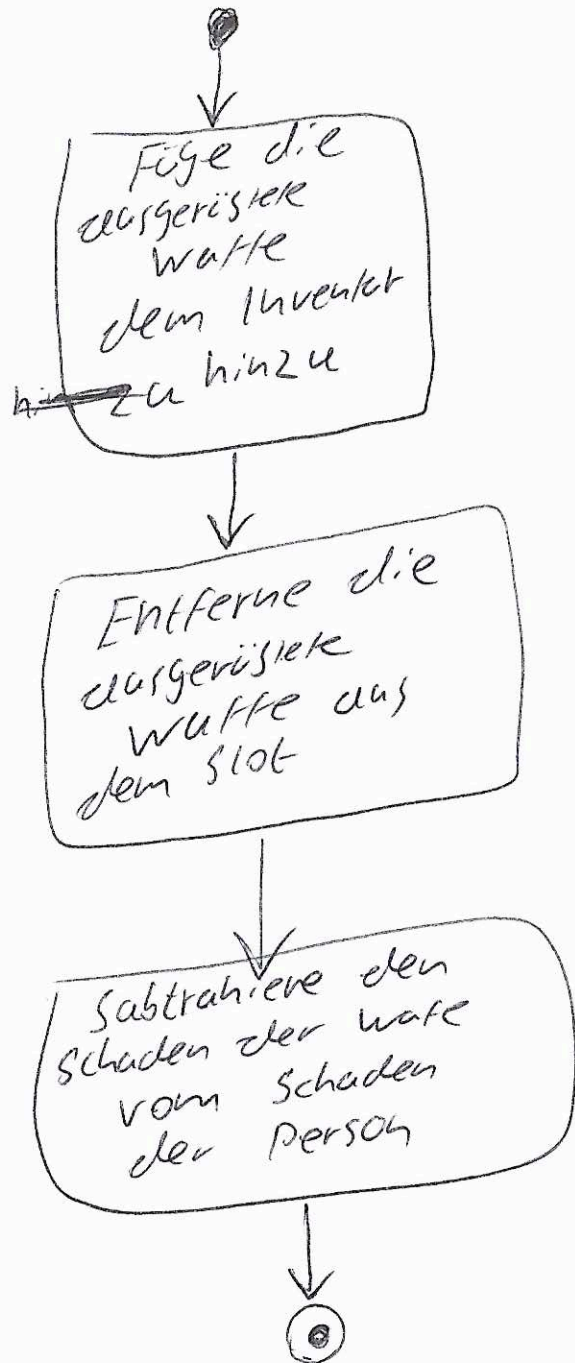 Füge die
ausgerüstete
Waffe
dem Inventar
hinzu hinzu
Entferne die
ausgerüstete
Waffe aus
dem Slot
Subtrahiere den
Schaden der Wafe
vom Schaden
der Person